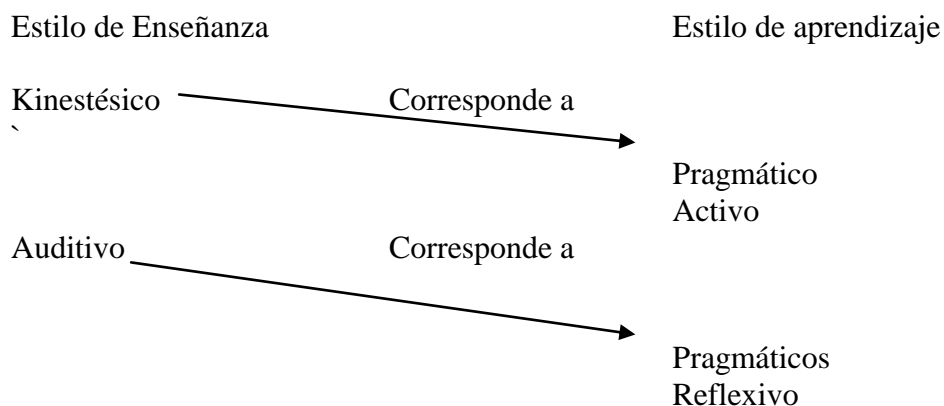 Estilo de Enseñanza Estilo de aprendizaje
Kinestésico Corresponde a
`
Pragmático
Activo
Auditivo Corresponde a
Pragmáticos
Reflexivo